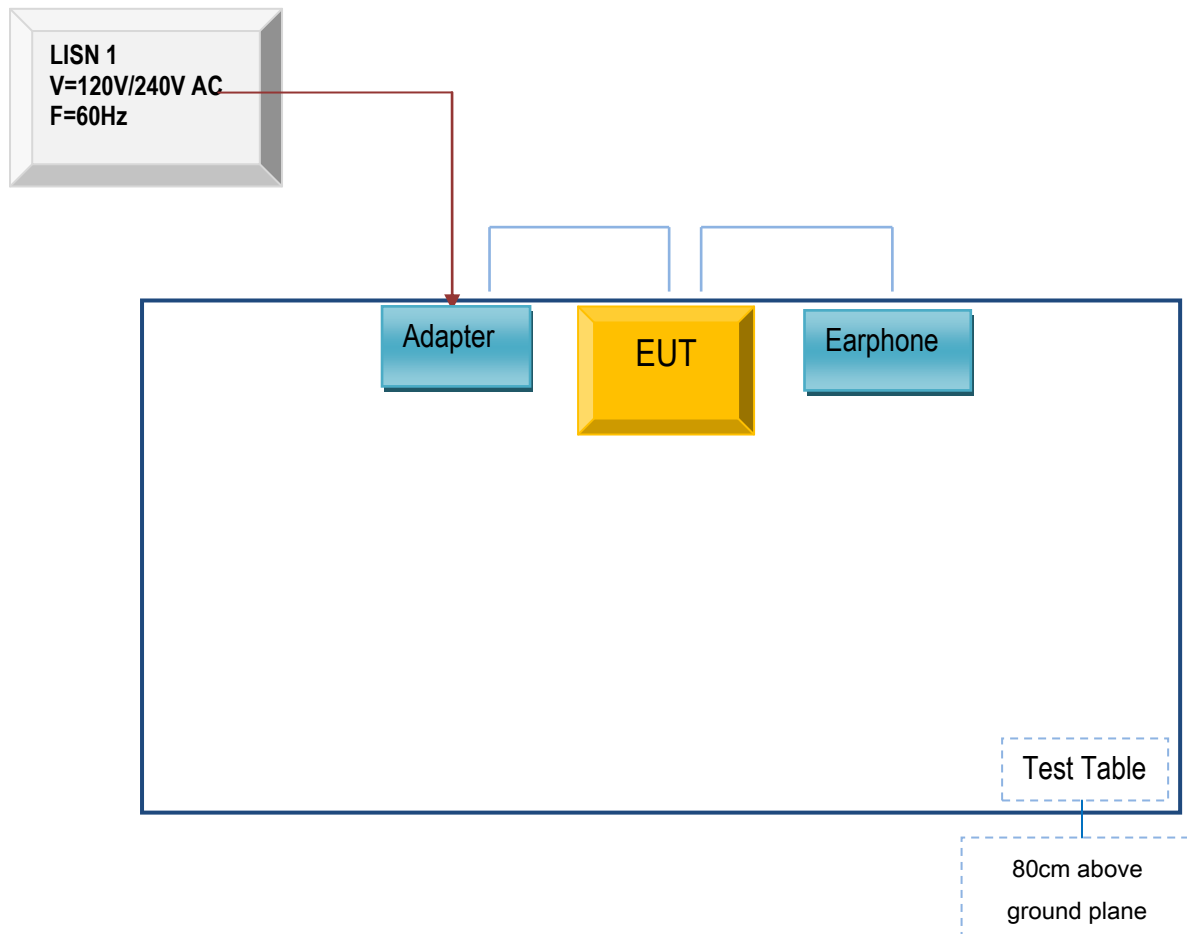 LISN 1
V=120V/240V AC
F=60Hz
Adapter
EUT
Earphone
Test Table
80cm above
ground plane